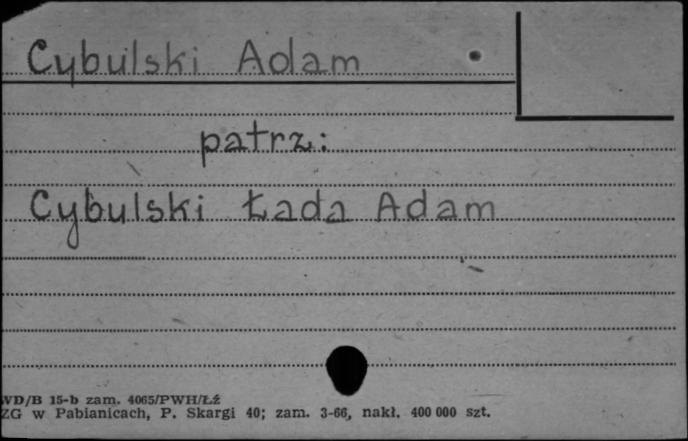 Cybulski Adam
patrz:
Cybulski Łada Adam
WD/B 15-b zam. 4065/PWH/Łź
ZG w Pabianicach, P. Skargi 40; zam. 3-66, nakł. 400 000 szt.